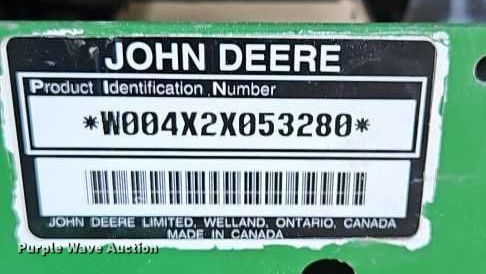 JOHN DEERE
Product Identification Number
*W004X2X053280*
JOHN DEERE LIMITED, WELLAND, ONTARIO, CANADA
MADE IN CANADA
Purple Wave Auction